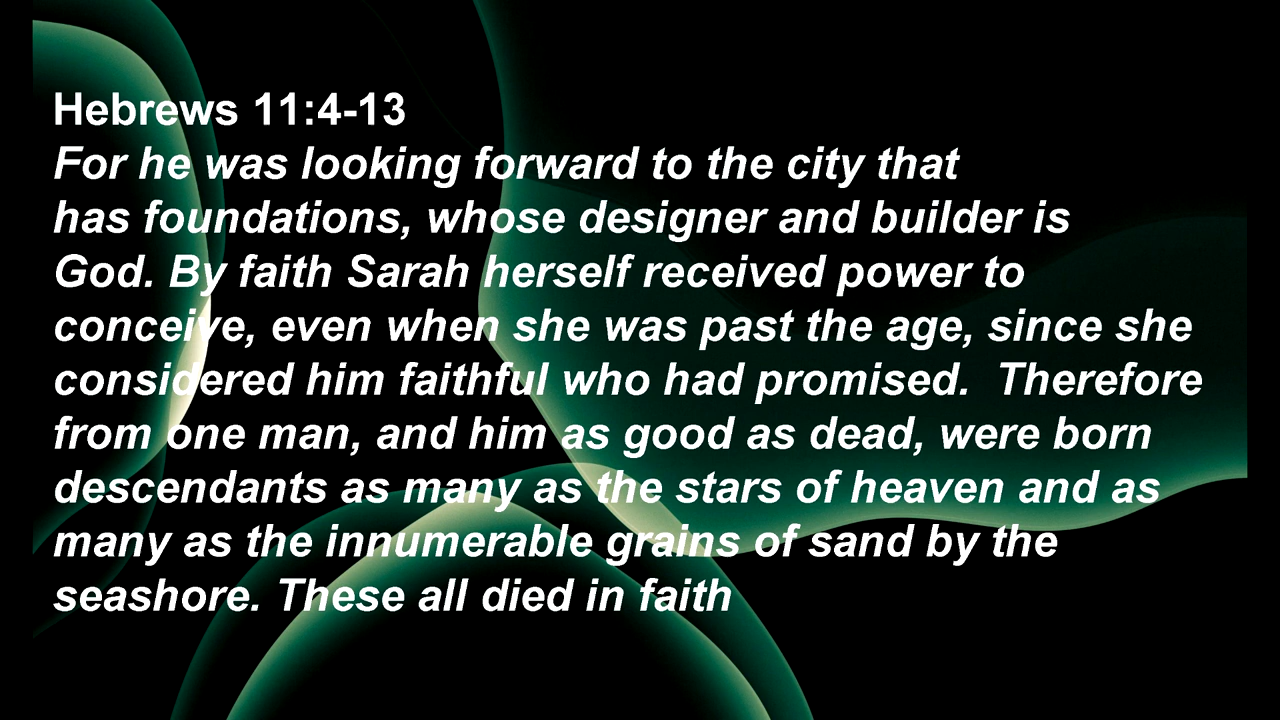 Hebrews 11:4-13
For he was looking forward to the city that
has foundations, whose designer and builder is
God. By faith Sarah herself received power to
conceive, even when she was past the age, since she
considered him faithful who had promised.  Therefore
from one man, and him as good as dead, were born
descendants as many as the stars of heaven and as
many as the innumerable grains of sand by the
seashore. These all died in faith